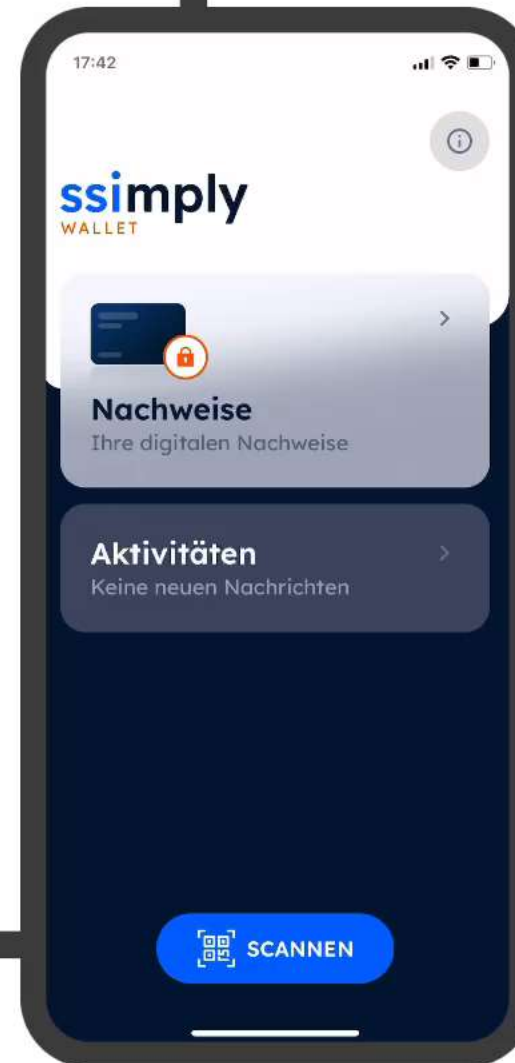 17:42
ssimply
WALLET
Nachweise
Ihre digitalen Nachweise
Aktivitäten
Keine neuen Nachrichten
SCANNEN